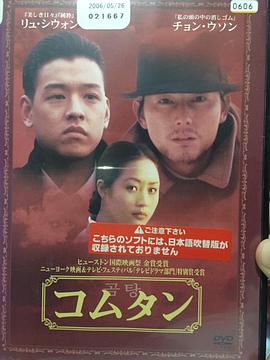 2006/05/26
021667
0606
『美しき日々』『純粋』
リュ・シウォン
『私の頭の中の消しゴム』
チョン・ウソン
⚠ご注意下さい
こちらのソフトには、日本語吹替版が
収録されておりません
ヒューストン国際映画祭 金賞受賞
ニューヨーク映画&テレビ・フェスティバル「テレビドラマ部門」特別賞受賞
곰탕
コムタン
DVD